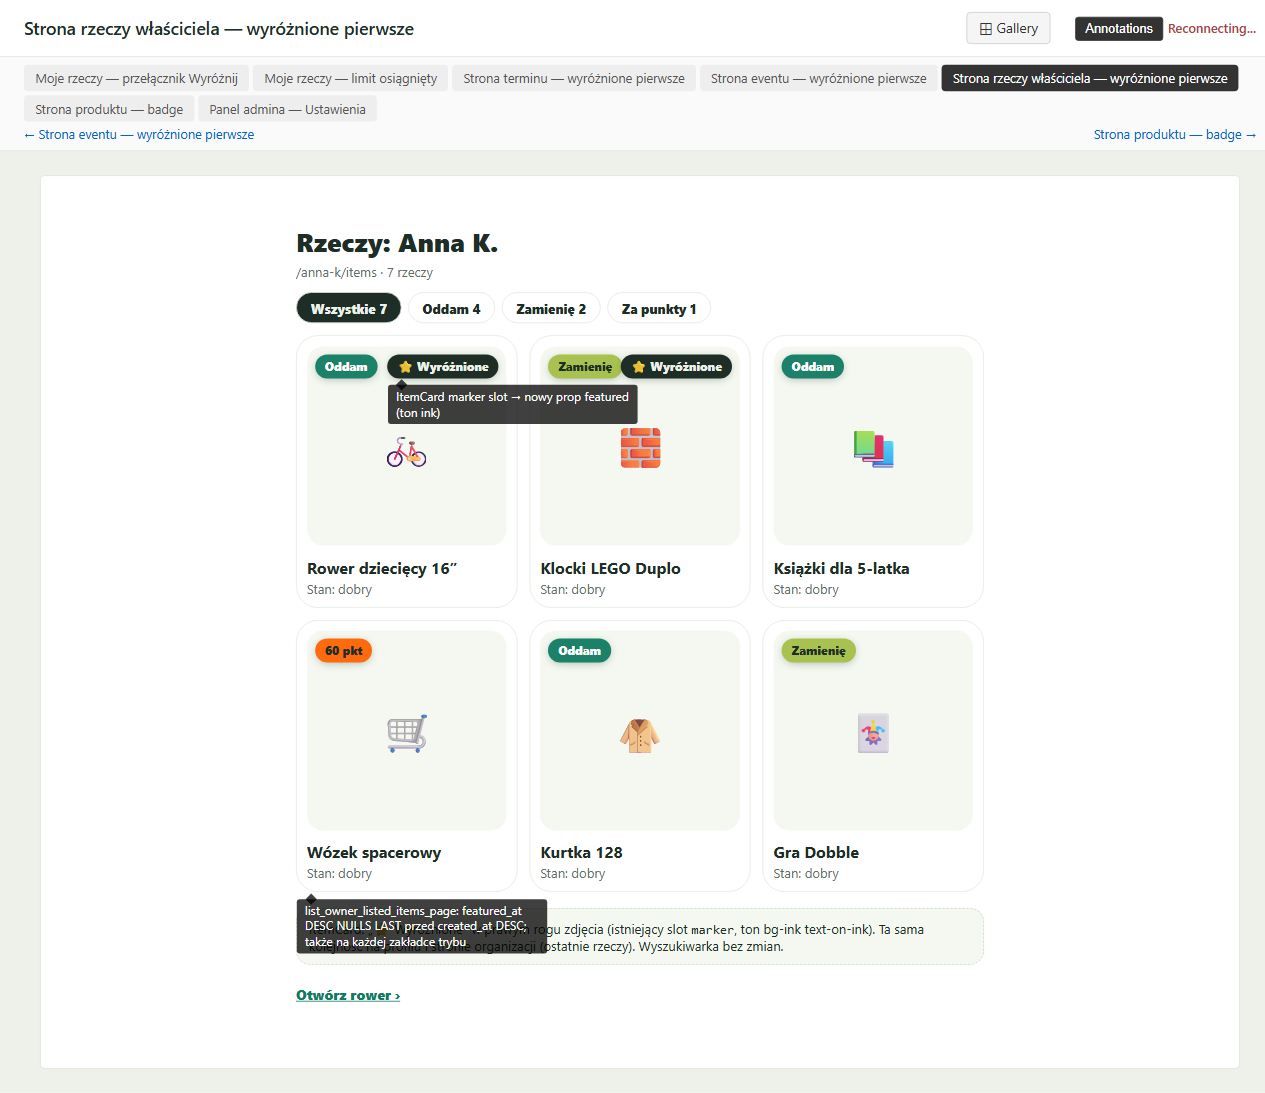 Strona rzeczy właściciela — wyróżnione pierwsze
Gallery
Annotations
Reconnecting...
Moje rzeczy — przełącznik Wyróżnij
Moje rzeczy — limit osiągnięty
Strona terminu — wyróżnione pierwsze
Strona eventu — wyróżnione pierwsze
Strona rzeczy właściciela — wyróżnione pierwsze
Strona produktu — badge
Panel admina — Ustawienia
← Strona eventu — wyróżnione pierwsze
Strona produktu — badge →
Rzeczy: Anna K.
/anna-k/items · 7 rzeczy
Wszystkie 7
Oddam 4
Zamienię 2
Za punkty 1
Oddam
Wyróżnione
Zamienię
Wyróżnione
Oddam
ItemCard marker slot → nowy prop featured
(ton ink)
Rower dziecięcy 16”
Stan: dobry
Klocki LEGO Duplo
Stan: dobry
Książki dla 5-latka
Stan: dobry
60 pkt
Oddam
Zamienię
Wózek spacerowy
Stan: dobry
Kurtka 128
Stan: dobry
Gra Dobble
Stan: dobry
list_owner_listed_items_page: featured_at
DESC NULLS LAST przed created_at DESC;
także na każdej zakładce trybu
rogu zdjęcia (istniejący slot marker, ton bg-ink text-on-ink). Ta sama
(ostatnie rzeczy). Wyszukiwarka bez zmian.
Otwórz rower ›